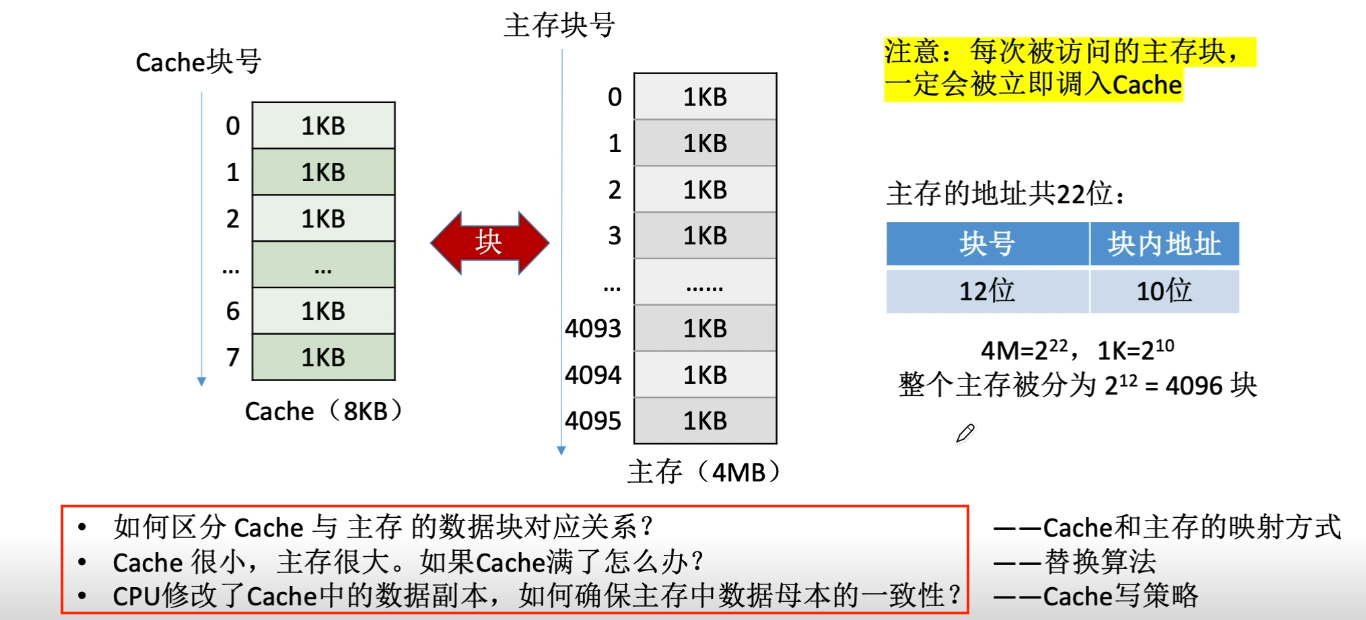 主存块号
Cache块号
0 1KB
1 1KB
2 1KB
... ...
6 1KB
7 1KB
Cache（8KB）
块
0 1KB
1 1KB
2 1KB
3 1KB
... ......
4093 1KB
4094 1KB
4095 1KB
主存（4MB）
注意：每次被访问的主存块，
一定会被立即调入Cache
主存的地址共22位：
块号 块内地址
12位 10位
4M=2²²，1K=2¹⁰
整个主存被分为 2¹² = 4096 块
• 如何区分 Cache 与 主存 的数据块对应关系？ ——Cache和主存的映射方式
• Cache 很小，主存很大。如果Cache满了怎么办？ ——替换算法
• CPU修改了Cache中的数据副本，如何确保主存中数据母本的一致性？ ——Cache写策略